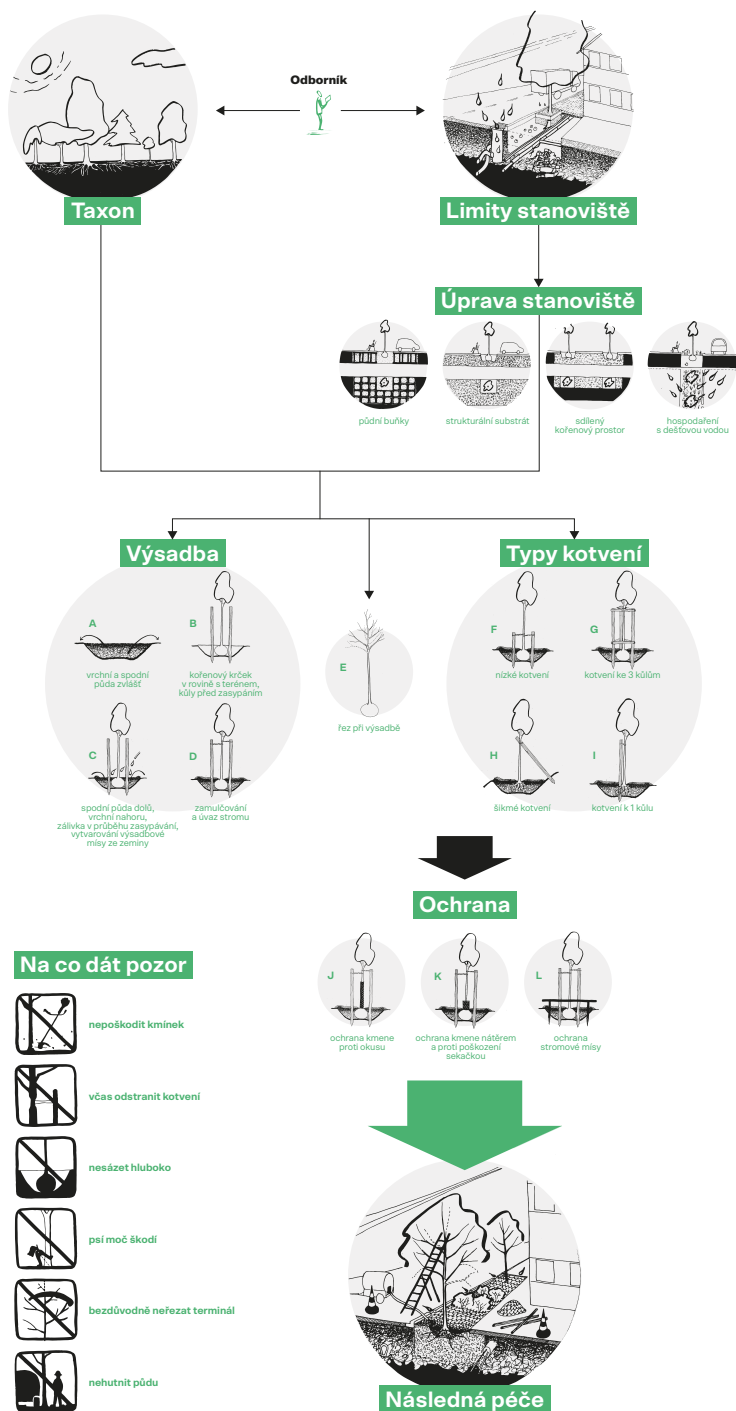 Odborník
Taxon
Limity stanoviště
Úprava stanoviště
půdní buňky
strukturální substrát
sdílený
kořenový prostor
hospodaření
s dešťovou vodou
Výsadba
A
vrchní a spodní
půda zvlášť
B
kořenový krček
v rovině s terénem,
kůly před zasypáním
C
spodní půda dolů,
vrchní nahoru,
zálivka v průběhu zasypávání,
vytvarování výsadbové
mísy ze zeminy
D
zamulčování
a úvaz stromu
E
řez při výsadbě
Typy kotvení
F
nízké kotvení
G
kotvení ke 3 kůlům
H
šikmé kotvení
I
kotvení k 1 kůlu
Ochrana
J
ochrana kmene
proti okusu
K
ochrana kmene nátěrem
a proti poškození
sekačkou
L
ochrana
stromové mísy
Na co dát pozor
nepoškodit kmínek
včas odstranit kotvení
nesázet hluboko
psí moč škodí
bezdůvodně neřezat terminál
nehutnit půdu
Následná péče